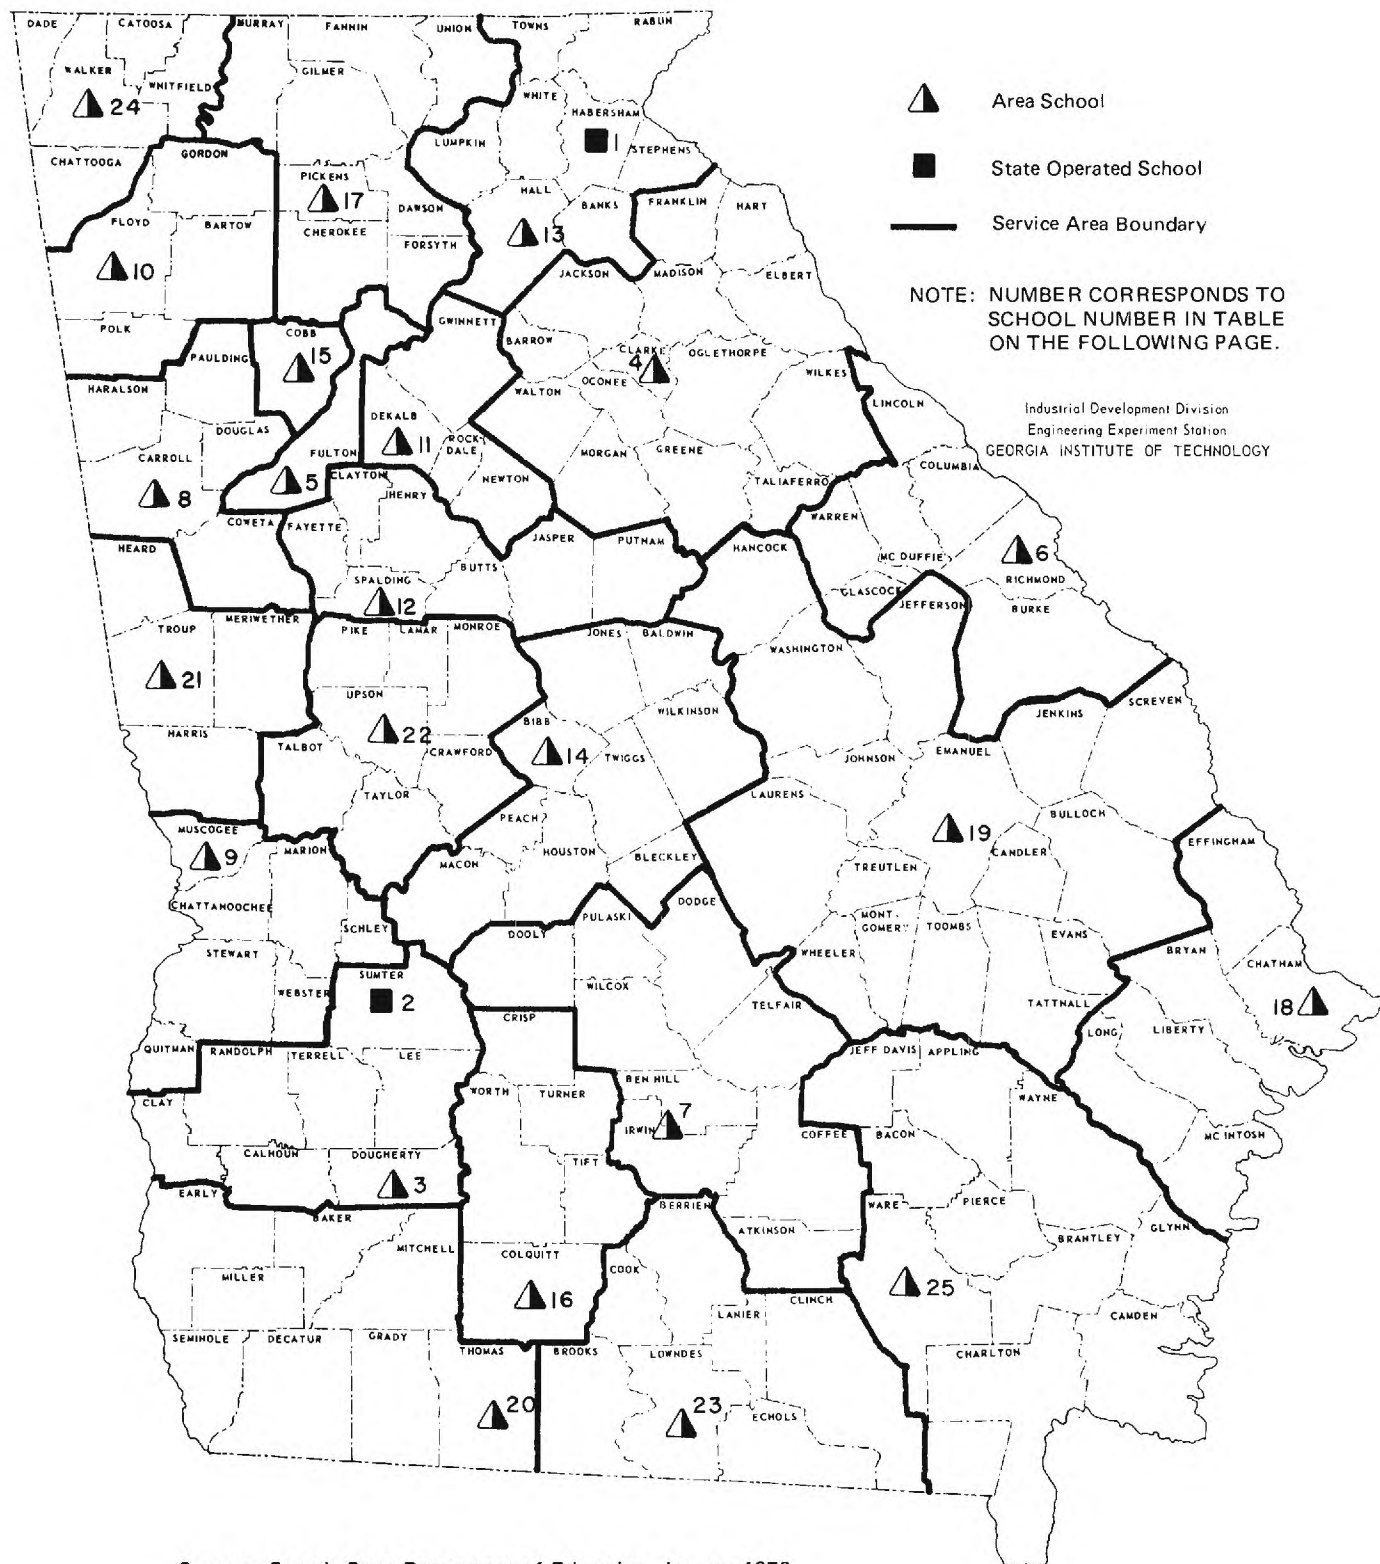 DADE
CATOOSA
MURRAY
FANNIN
UNION
TOWNS
RABUN
WALKER
WHITFIELD
GILMER
WHITE
HABERSHAM
24
1
LUMPKIN
STEPHENS
CHATTOOGA
GORDON
PICKENS
17
HALL
BANKS
FRANKLIN
HART
DAWSON
FLOYD
BARTOW
CHEROKEE
FORSYTH
13
10
JACKSON
MADISON
ELBERT
POLK
COBB
GWINNETT
BARROW
PAULDING
15
CLARKE
4
OGLETHORPE
WILKES
HARALSON
OCONEE
WALTON
LINCOLN
DEKALB
DOUGLAS
11
ROCK-
DALE
FULTON
CARROLL
MORGAN
GREENE
COLUMBIA
5
CLAYTON
NEWTON
TALIAFERRO
8
HENRY
COWETA
FAYETTE
WARREN
HEARD
JASPER
PUTNAM
HANCOCK
MC DUFFIE
6
SPALDING
BUTTS
RICHMOND
12
GLASCOCK
JEFFERSON
BURKE
TROUP
MERIWETHER
PIKE
LAMAR
MONROE
JONES
BALDWIN
WASHINGTON
21
UPSON
HARRIS
TALBOT
22
CRAWFORD
BIBB
14
TWIGGS
WILKINSON
JENKINS
SCREVEN
EMANUEL
JOHNSON
TAYLOR
LAURENS
MUSCOGEE
9
MARION
PEACH
MACON
HOUSTON
BLECKLEY
19
BULLOCH
CANDLER
EFFINGHAM
TREUTLEN
CHATTANOOCHEE
SCHLEY
DOOLY
PULASKI
DODGE
MONT-
GOMERY
TOOMBS
EVANS
STEWART
WHEELER
BRYAN
CHATHAM
18
WEBSTER
SUMTER
2
WILCOX
TELFAIR
TATTNALL
CRISP
LONG
LIBERTY
QUITMAN
RANDOLPH
TERRELL
LEE
JEFF DAVIS
APPLING
CLAY
WORTH
TURNER
BEN HILL
WAYNE
IRWIN
7
COFFEE
BACON
MC INTOSH
CALHOUN
DOUGHERTY
3
TIFT
EARLY
BAKER
BERRIEN
WARE
PIERCE
MITCHELL
COLQUITT
ATKINSON
BRANTLEY
GLYNN
MILLER
16
COOK
CLINCH
25
LANIER
CAMDEN
SEMINOLE
DECATUR
GRADY
THOMAS
BROOKS
LOWNDES
CHARLTON
20
23
ECHOLS
Area School
State Operated School
Service Area Boundary
NOTE: NUMBER CORRESPONDS TO
SCHOOL NUMBER IN TABLE
ON THE FOLLOWING PAGE.
Industrial Development Division
Engineering Experiment Station
GEORGIA INSTITUTE OF TECHNOLOGY